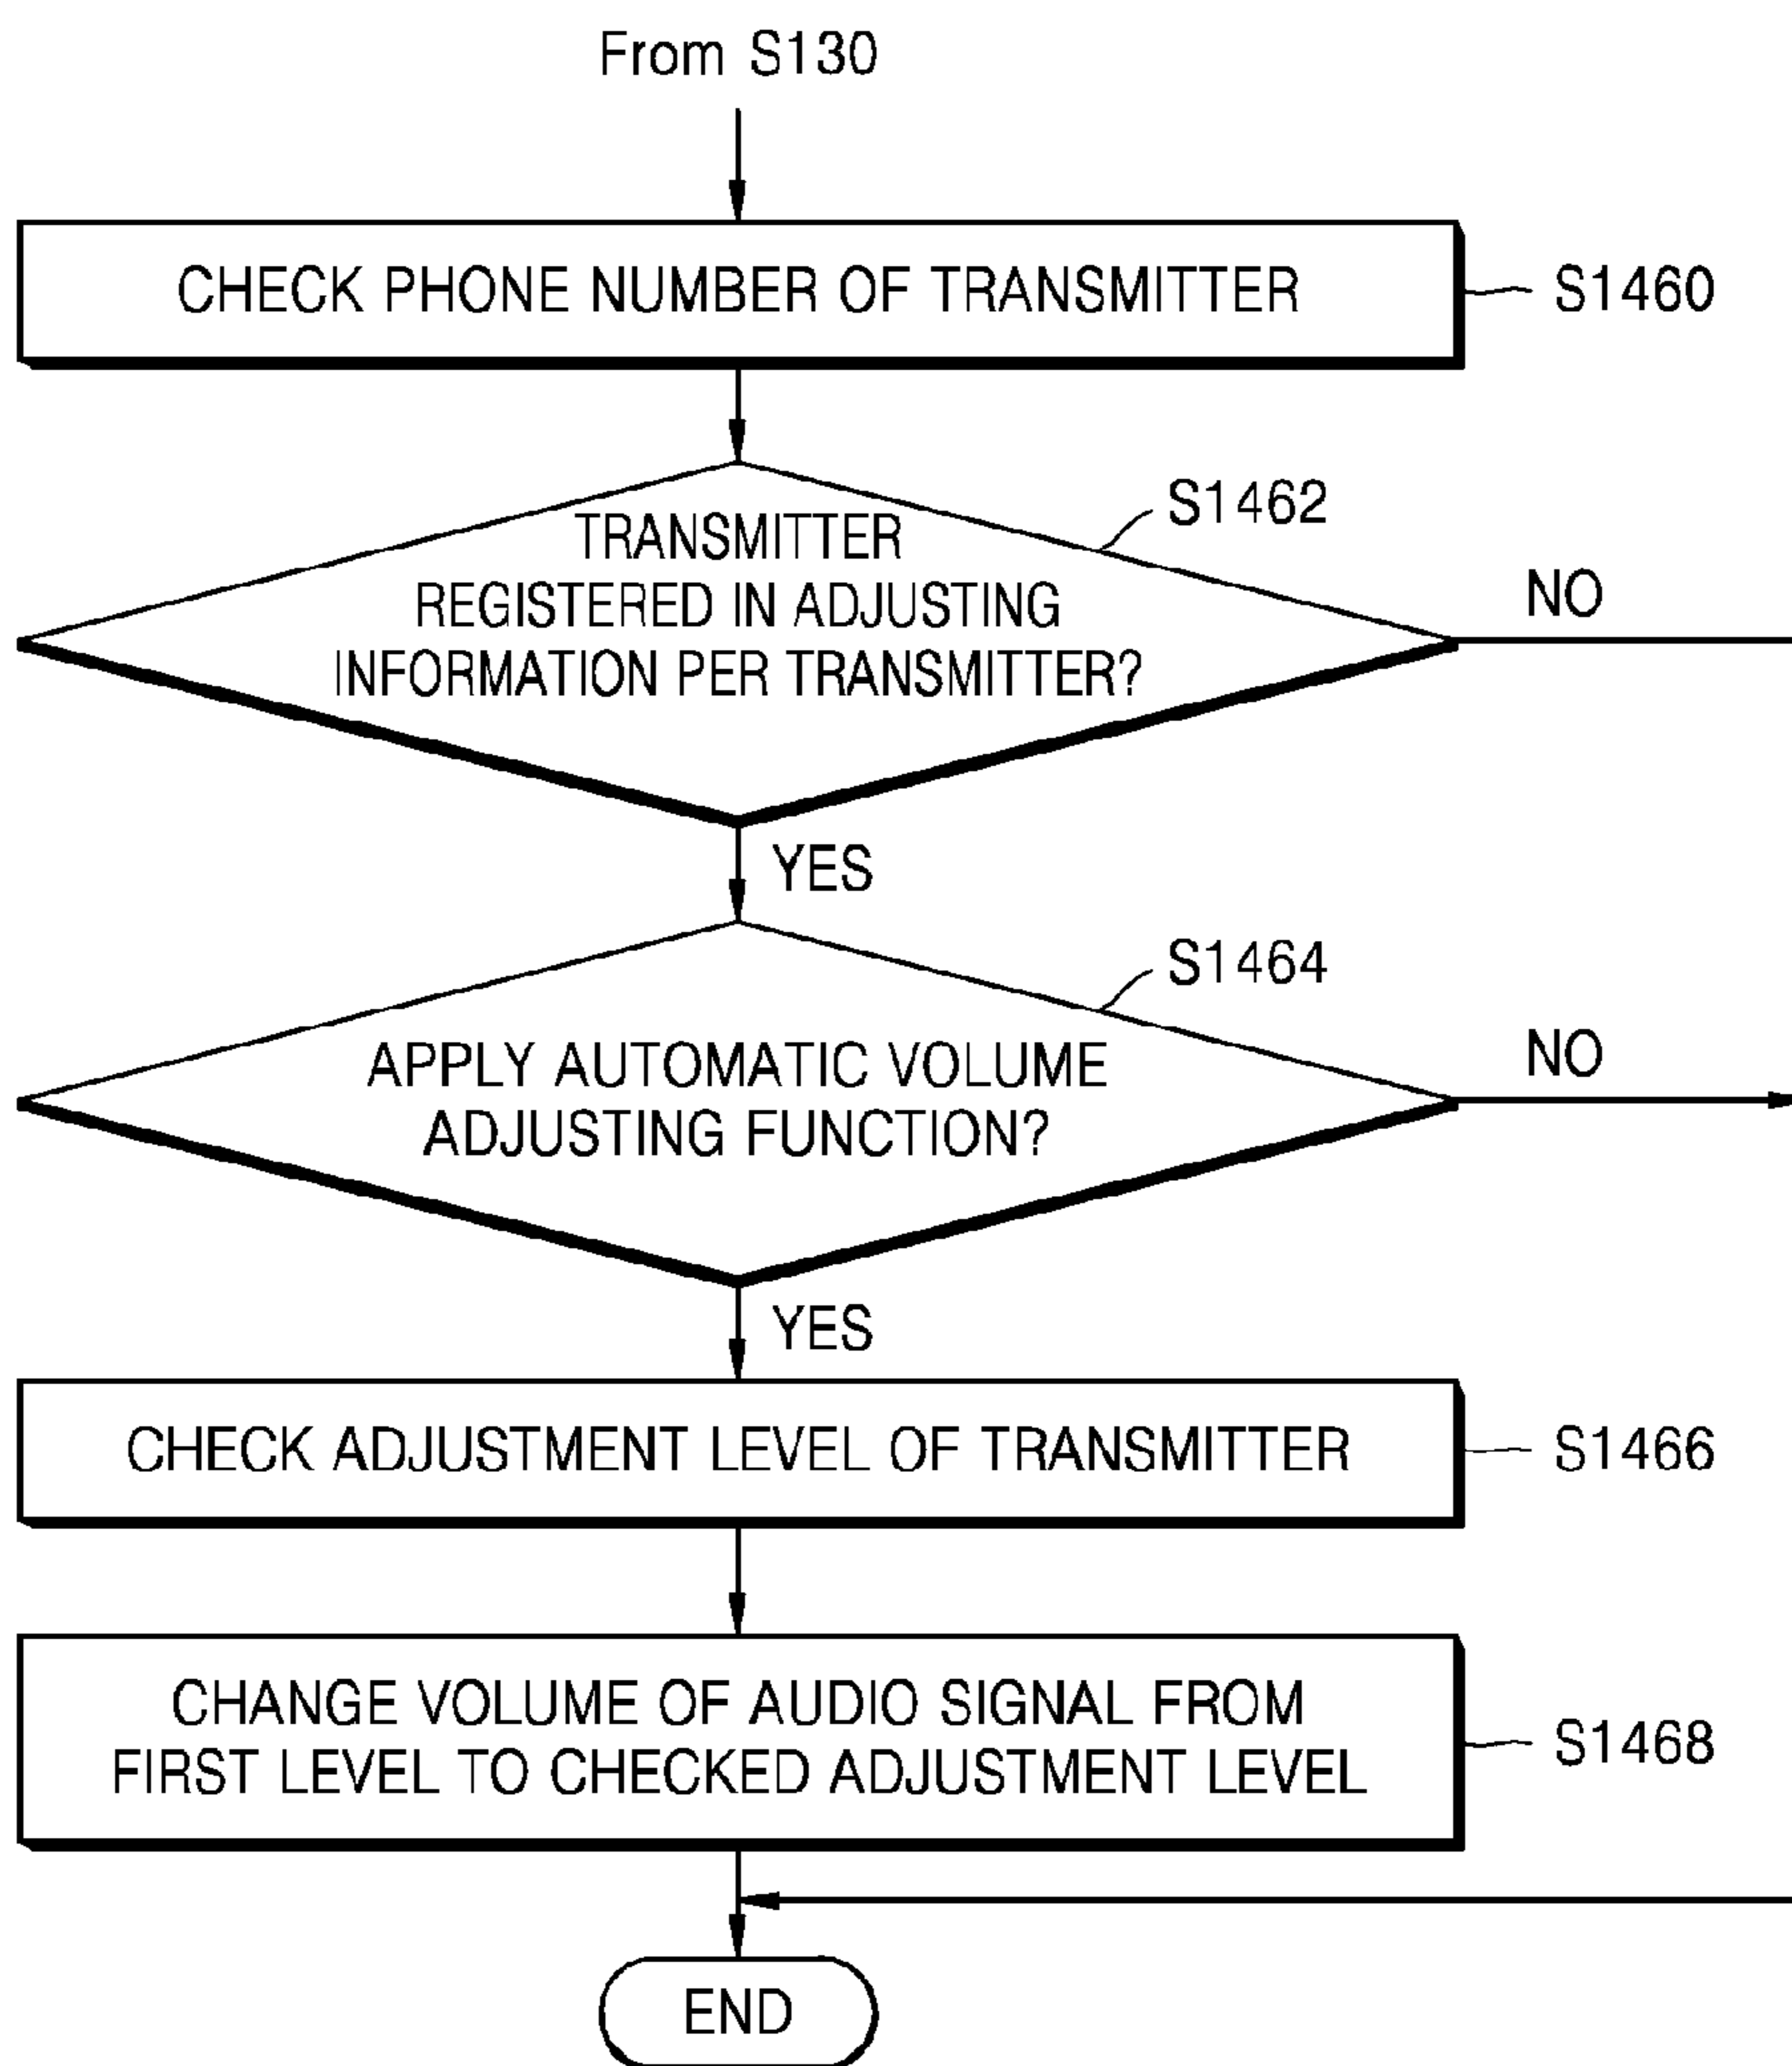 From S130
CHECK PHONE NUMBER OF TRANSMITTER
S1460
S1462
TRANSMITTER
REGISTERED IN ADJUSTING
INFORMATION PER TRANSMITTER?
NO
YES
S1464
APPLY AUTOMATIC VOLUME
ADJUSTING FUNCTION?
NO
YES
CHECK ADJUSTMENT LEVEL OF TRANSMITTER
S1466
CHANGE VOLUME OF AUDIO SIGNAL FROM
FIRST LEVEL TO CHECKED ADJUSTMENT LEVEL
S1468
END